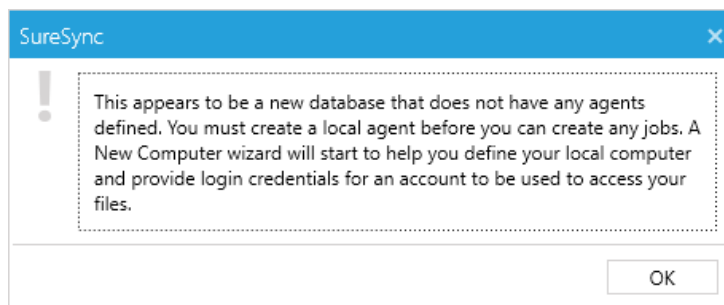 SureSync
This appears to be a new database that does not have any agents
defined. You must create a local agent before you can create any jobs. A
New Computer wizard will start to help you define your local computer
and provide login credentials for an account to be used to access your
files.
OK